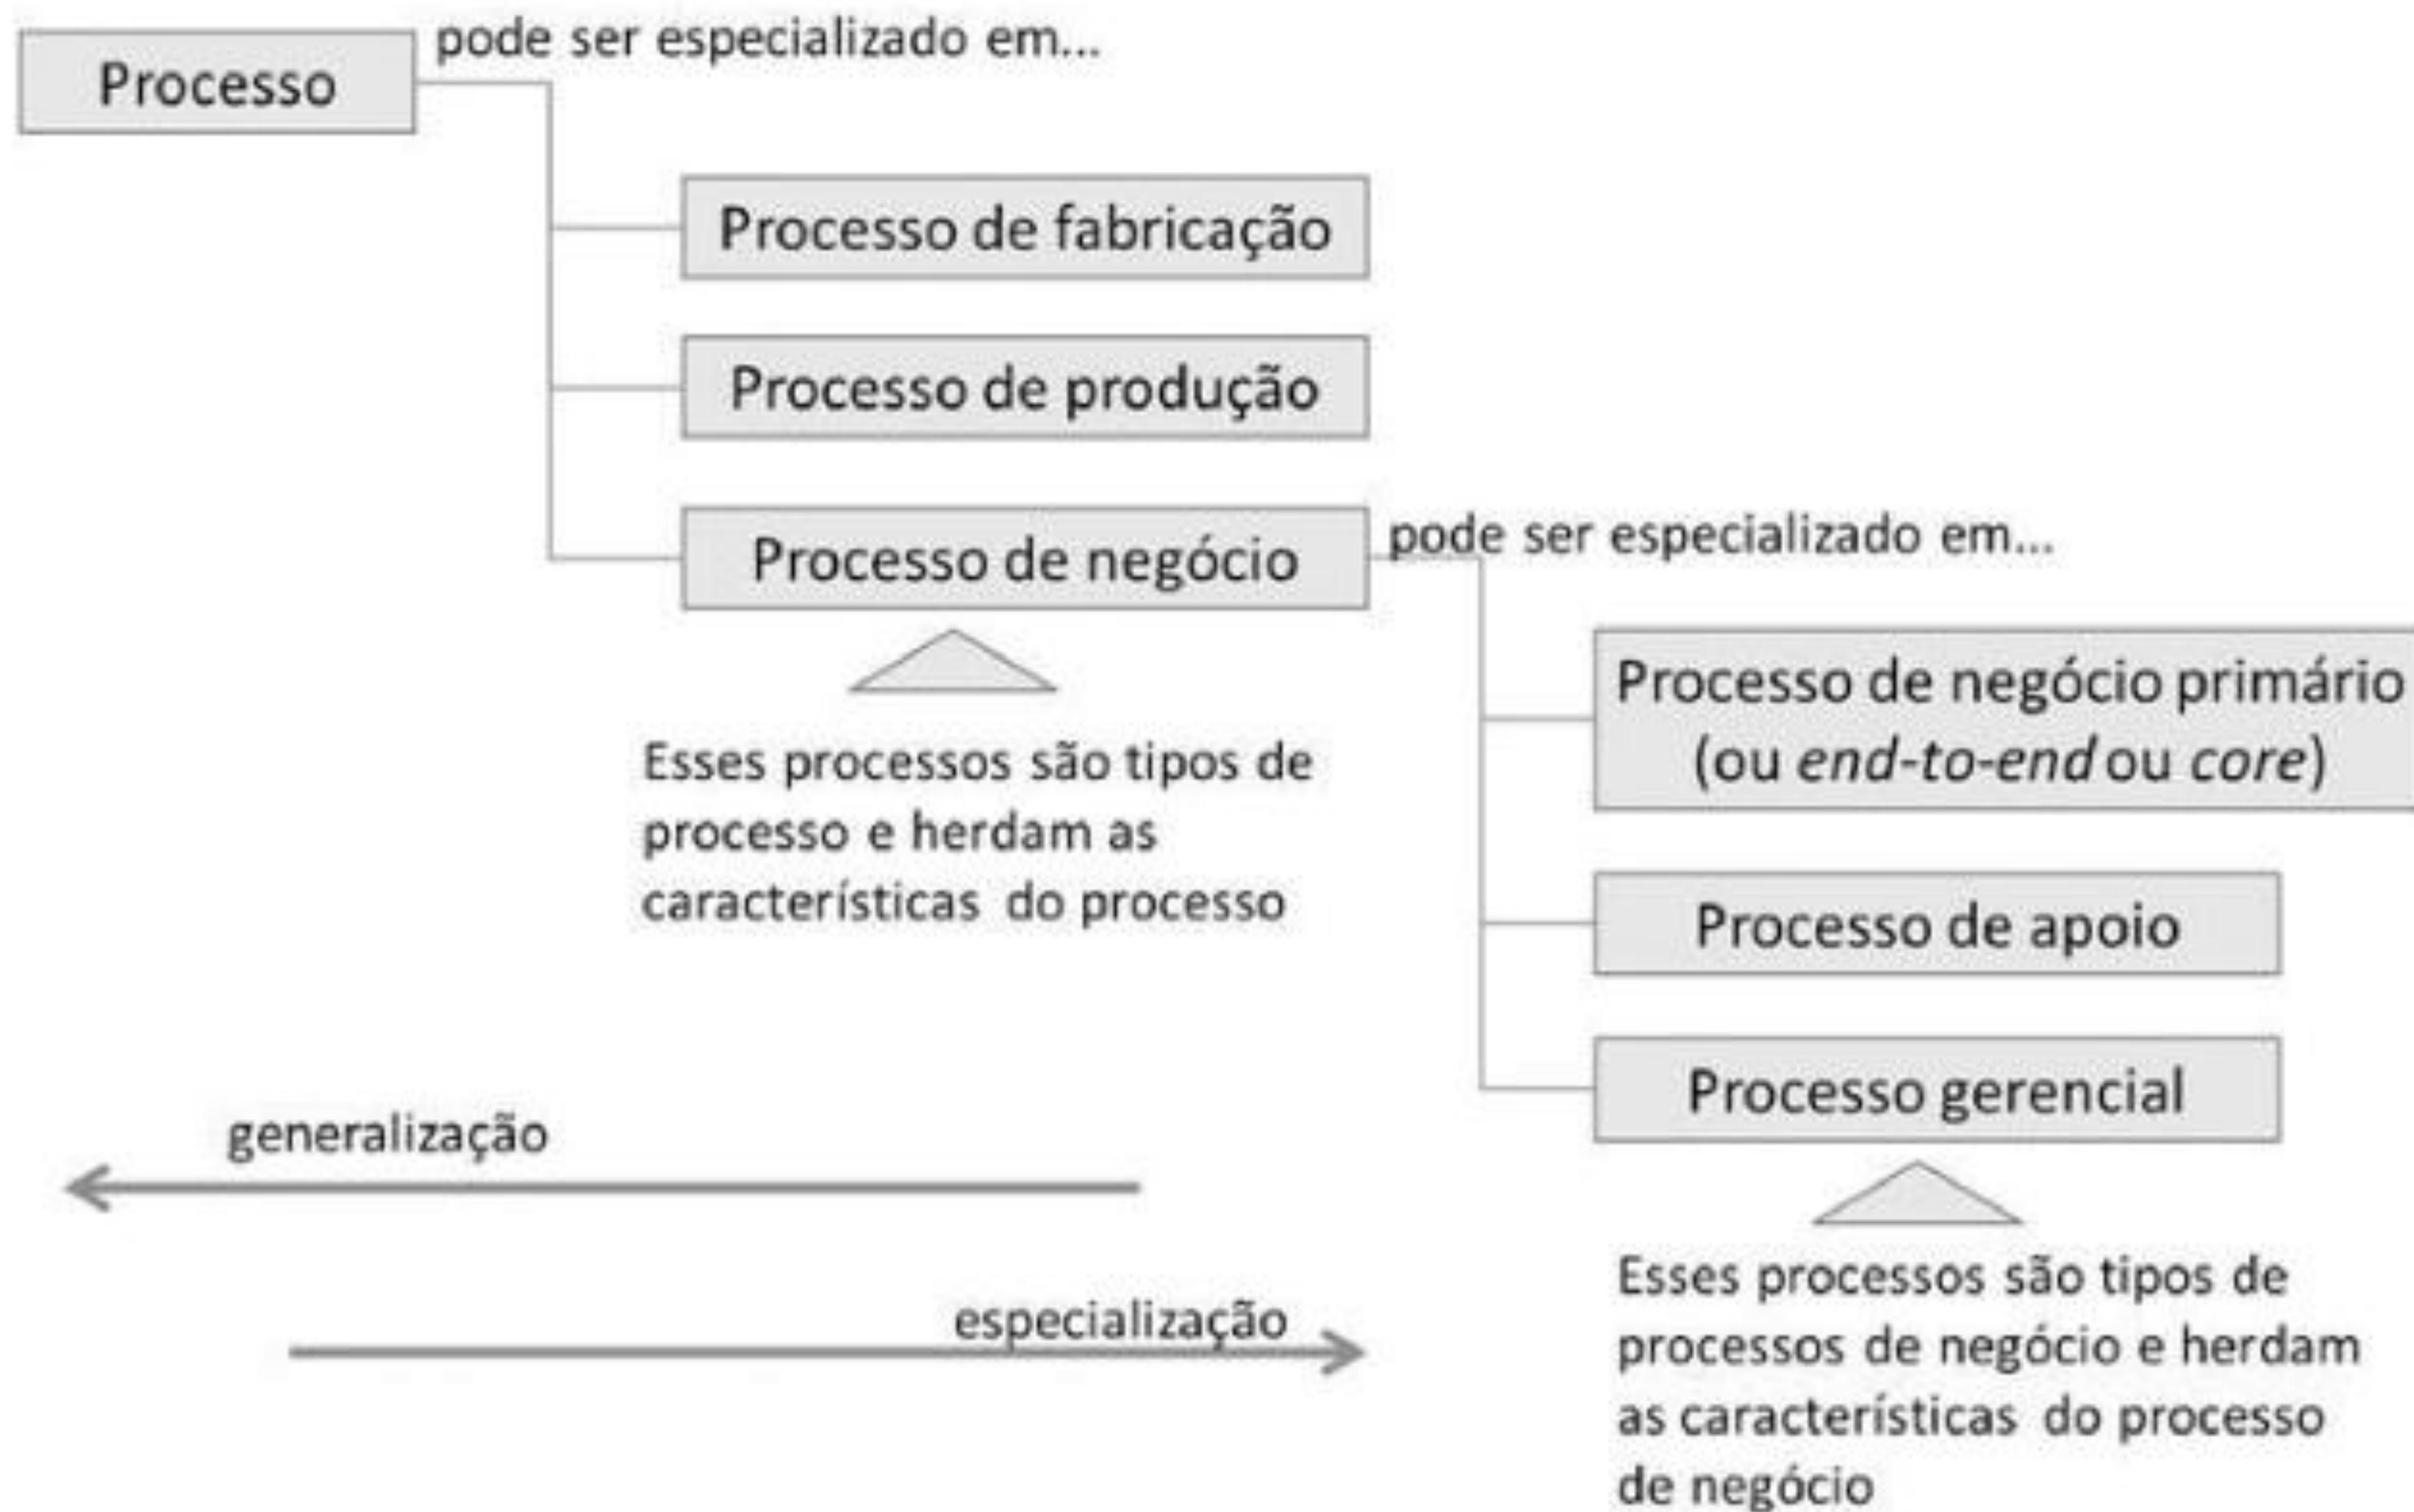 Processo
pode ser especializado em...
Processo de fabricação
Processo de produção
Processo de negócio
pode ser especializado em...
Esses processos são tipos de
processo e herdam as
características do processo
Processo de negócio primário
(ou end-to-end ou core)
Processo de apoio
Processo gerencial
generalização
especialização
Esses processos são tipos de
processos de negócio e herdam
as características do processo
de negócio